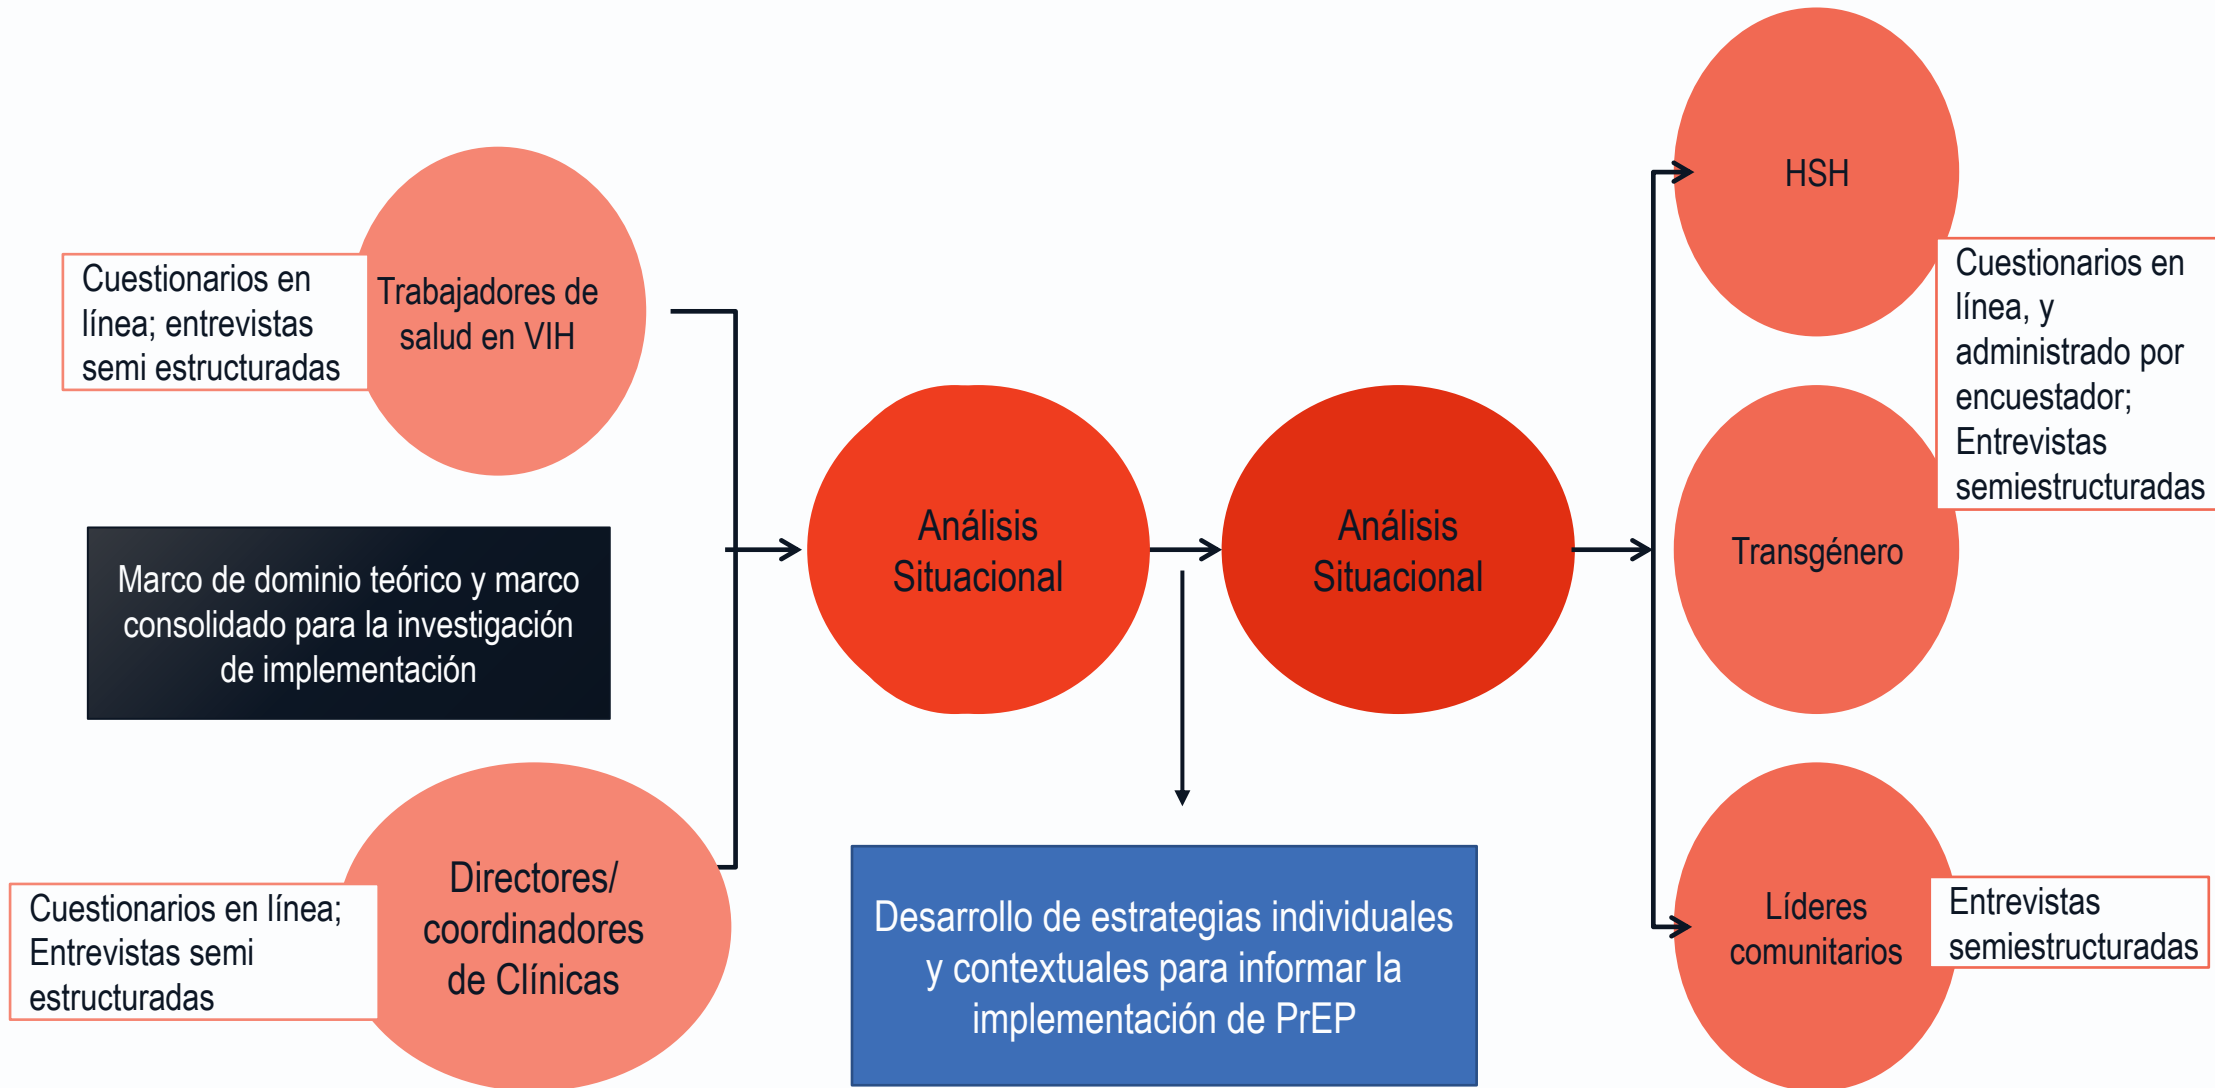 Cuestionarios en
línea; entrevistas
semi estructuradas
Trabajadores de
salud en VIH
Marco de dominio teórico y marco
consolidado para la investigación
de implementación
Cuestionarios en línea;
Entrevistas semi
estructuradas
Directores/
coordinadores
de Clínicas
Análisis
Situacional
Análisis
Situacional
Desarrollo de estrategias individuales
y contextuales para informar la
implementación de PrEP
HSH
Cuestionarios en
línea, y
administrado por
encuestador;
Entrevistas
semiestructuradas
Transgénero
Líderes
comunitarios
Entrevistas
semiestructuradas